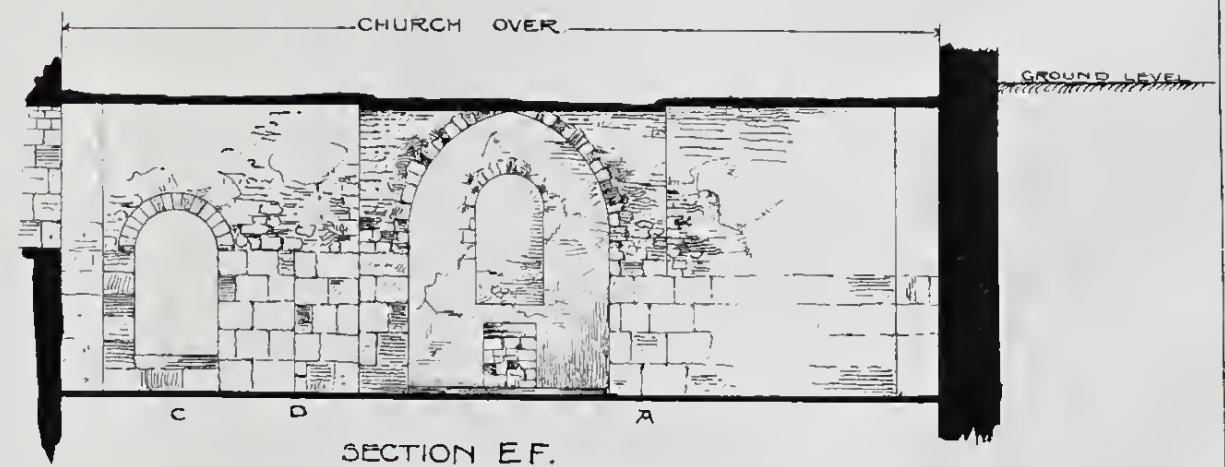 CHURCH OVER
GROUND LEVEL
C D A
SECTION E F.